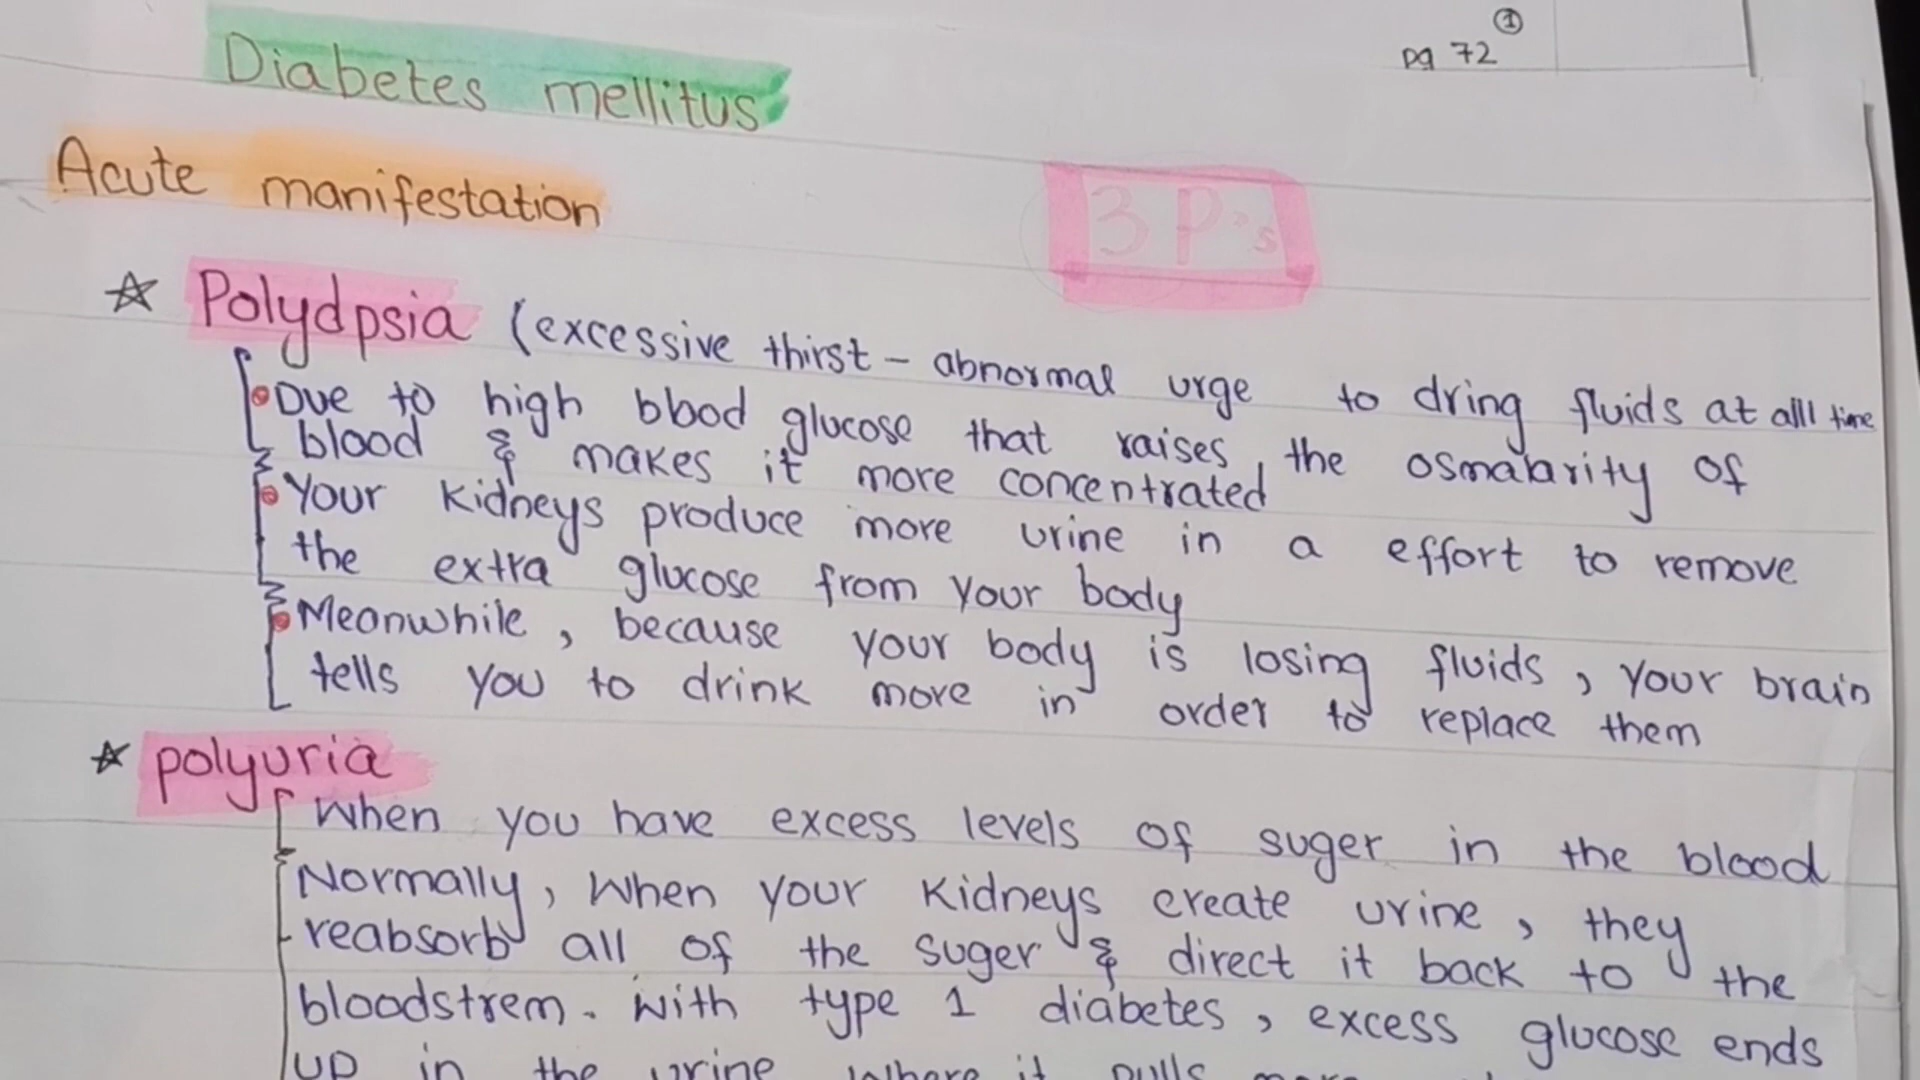 ①
pg 72
Diabetes mellitus
Acute manifestation
3 P's
☆ Polydpsia (excessive thirst - abnormal urge to dring fluids at alll time
• Due to high blood glucose that raises the osmalarity of
blood & makes it more concentrated
• Your kidneys produce more urine in a effort to remove
the extra glucose from your body
• Meanwhile, because your body is losing fluids, your brain
tells you to drink more in order to replace them
☆ polyuria
When you have excess levels of suger in the blood
Normally, when your kidneys create urine, they
reabsorb all of the suger & direct it back to the
bloodstrem. With type 1 diabetes, excess glucose ends
up in the urine where it pulls more